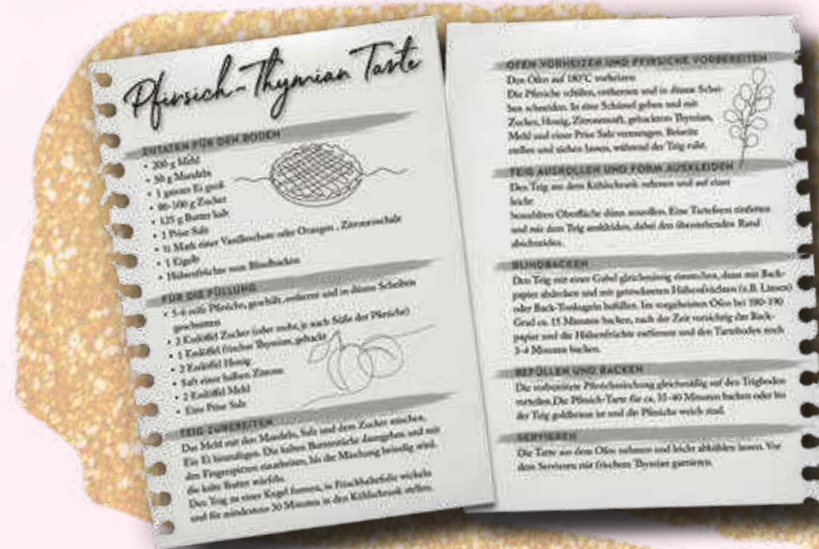 Pfirsich-Thymian Tarte
ZUTATEN FÜR DEN BODEN
• 200 g Mehl
• 50 g Mandeln
• 1 ganzes Ei groß
• 80-100 g Zucker
• 125 g Butter kalt
• 1 Prise Salz
• ½ Mark einer Vanilleschote oder Orangen-, Zitronenschale
• 1 Eigelb
• Hülsenfrüchte zum Blindbacken
FÜR DIE FÜLLUNG
• 5-6 reife Pfirsiche, geschält, entkernt und in dünne Scheiben
geschnitten
• 2 Esslöffel Zucker (oder mehr, je nach Süße der Pfirsiche)
• 1 Esslöffel frischer Thymian, gehackt
• 2 Esslöffel Honig
• Saft einer halben Zitrone
• 2 Esslöffel Mehl
• Eine Prise Salz
TEIG ZUBEREITEN
Das Mehl mit den Mandeln, Salz und dem Zucker mischen.
Ein Ei hinzufügen. Die kalten Butterstücke dazugeben und mit
den Fingerspitzen einarbeiten, bis die Mischung bröselig wird.
die kalte Butter würfeln.
Den Teig zu einer Kugel formen, in Frischhaltefolie wickeln
und für mindestens 30 Minuten in den Kühlschrank stellen.
OFEN VORHEIZEN UND PFIRSICHE VORBEREITEN
Den Ofen auf 180°C vorheizen.
Die Pfirsiche schälen, entkernen und in dünne Schei-
ben schneiden. In eine Schüssel geben und mit
Zucker, Honig, Zitronensaft, gehacktem Thymian,
Mehl und einer Prise Salz vermengen. Beiseite
stellen und ziehen lassen, während der Teig ruht.
TEIG AUSROLLEN UND FORM AUSKLEIDEN
Den Teig aus dem Kühlschrank nehmen und auf einer
leicht
bemehlten Oberfläche dünn ausrollen. Eine Tarteform einfetten
und mit dem Teig auskleiden, dabei den überstehenden Rand
abschneiden.
BLINDBACKEN
Den Teig mit einer Gabel gleichmäßig einstechen, dann mit Back-
papier abdecken und mit getrockneten Hülsenfrüchten (z.B. Linsen)
oder Back-Tonkugeln befüllen. Im vorgeheizten Ofen bei 180-190
Grad ca. 15 Minuten backen, nach der Zeit vorsichtig das Back-
papier und die Hülsenfrüchte entfernen und den Tarteboden noch
3-4 Minuten backen.
BEFÜLLEN UND BACKEN
Die vorbereitete Pfirsichmischung gleichmäßig auf den Teigboden
verteilen. Die Pfirsich-Tarte für ca. 35-40 Minuten backen oder bis
der Teig goldbraun ist und die Pfirsiche weich sind.
SERVIEREN
Die Tarte aus dem Ofen nehmen und leicht abkühlen lassen. Vor
dem Servieren mit frischem Thymian garnieren.